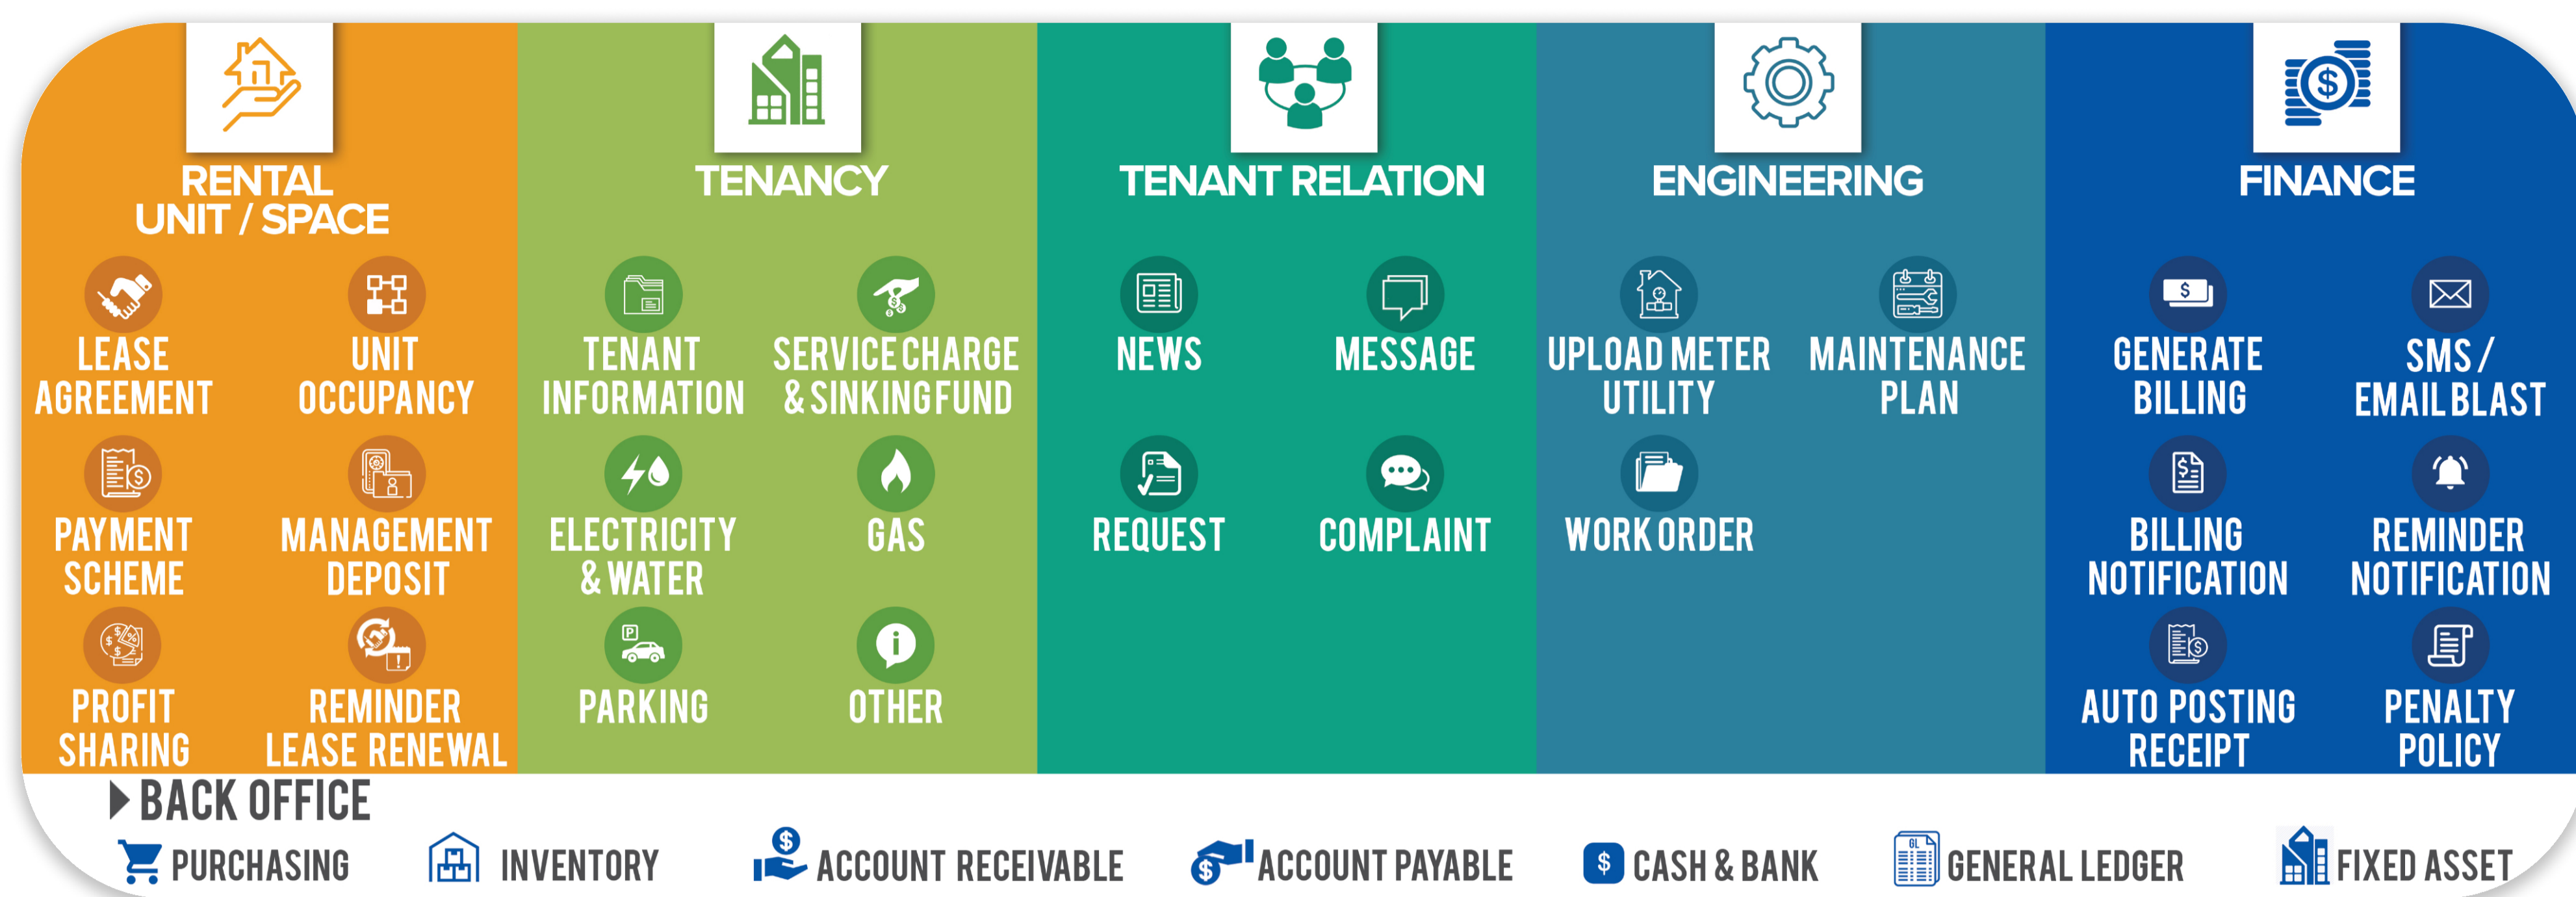 RENTAL
UNIT / SPACE
LEASE
AGREEMENT
UNIT
OCCUPANCY
PAYMENT
SCHEME
MANAGEMENT
DEPOSIT
PROFIT
SHARING
REMINDER
LEASE RENEWAL
TENANCY
TENANT
INFORMATION
SERVICE CHARGE
& SINKING FUND
ELECTRICITY
& WATER
GAS
P
PARKING
i
OTHER
TENANT RELATION
NEWS
MESSAGE
REQUEST
COMPLAINT
ENGINEERING
UPLOAD METER
UTILITY
MAINTENANCE
PLAN
WORK ORDER
FINANCE
GENERATE
BILLING
SMS /
EMAIL BLAST
BILLING
NOTIFICATION
REMINDER
NOTIFICATION
AUTO POSTING
RECEIPT
PENALTY
POLICY
BACK OFFICE
PURCHASING
INVENTORY
ACCOUNT RECEIVABLE
ACCOUNT PAYABLE
CASH & BANK
GL
GENERAL LEDGER
FIXED ASSET